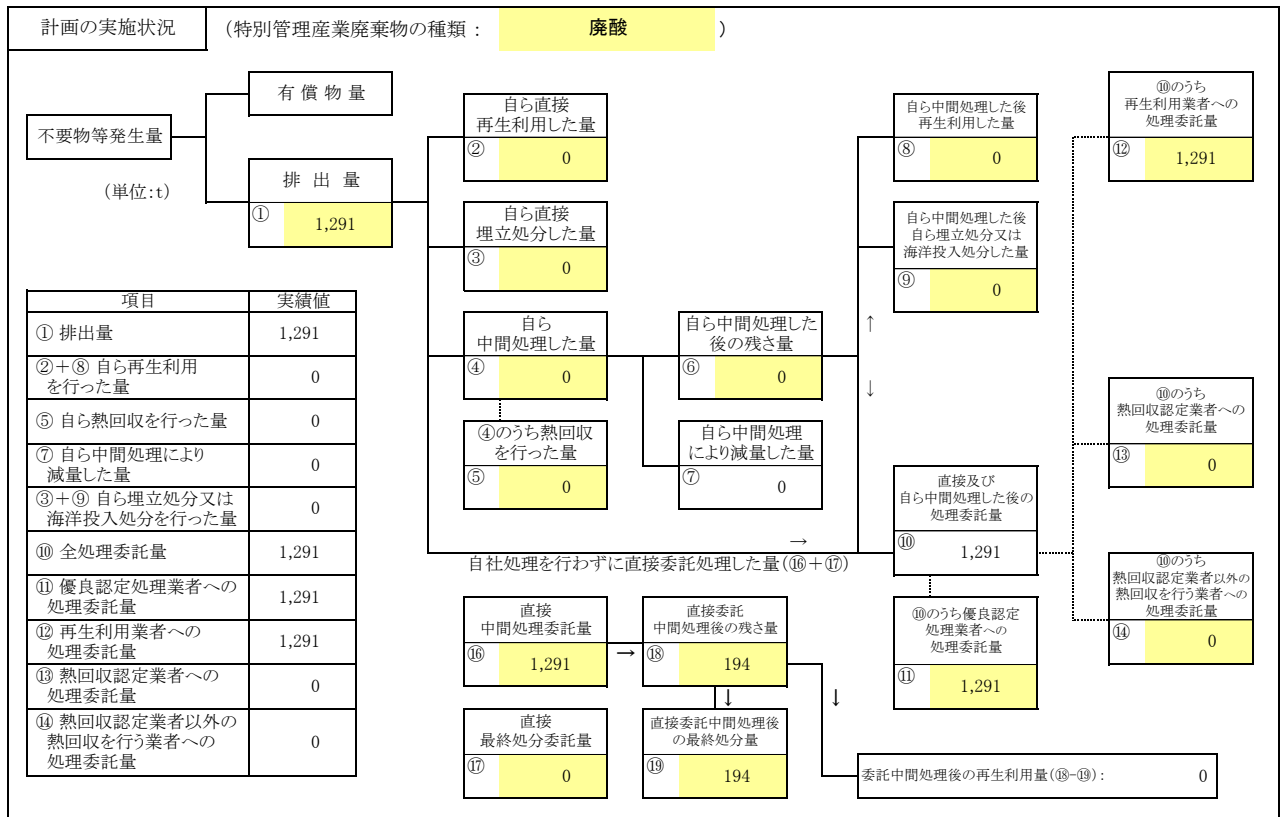 計画の実施状況
(特別管理産業廃棄物の種類： 廃酸 )
不要物等発生量
(単位:t)
有 償 物 量
排 出 量
① 1,291
自ら直接
再生利用した量
② 0
自ら直接
埋立処分した量
③ 0
自ら
中間処理した量
④ 0
④のうち熱回収
を行った量
⑤ 0
自ら中間処理した
後の残さ量
⑥ 0
自ら中間処理
により減量した量
⑦ 0
自ら中間処理した後
再生利用した量
⑧ 0
自ら中間処理した後
自ら埋立処分又は
海洋投入処分した量
⑨ 0
↑
↓
直接及び
自ら中間処理した後の
処理委託量
⑩ 1,291
⑩のうち優良認定
処理業者への
処理委託量
⑪ 1,291
⑩のうち
再生利用業者への
処理委託量
⑫ 1,291
⑩のうち
熱回収認定業者への
処理委託量
⑬ 0
⑩のうち
熱回収認定業者以外の
熱回収を行う業者への
処理委託量
⑭ 0
→
自社処理を行わずに直接委託処理した量(⑯＋⑰)
直接
中間処理委託量
⑯ 1,291
→
直接委託
中間処理後の残さ量
⑱ 194
↓
↓
直接
最終処分委託量
⑰ 0
直接委託中間処理後
の最終処分量
⑲ 194
委託中間処理後の再生利用量(⑱-⑲)： 0
項目 実績値
① 排出量 1,291
②＋⑧ 自ら再生利用
を行った量 0
⑤ 自ら熱回収を行った量 0
⑦ 自ら中間処理により
減量した量 0
③＋⑨ 自ら埋立処分又は
海洋投入処分を行った量 0
⑩ 全処理委託量 1,291
⑪ 優良認定処理業者への
処理委託量 1,291
⑫ 再生利用業者への
処理委託量 1,291
⑬ 熱回収認定業者への
処理委託量 0
⑭ 熱回収認定業者以外の
熱回収を行う業者への
処理委託量 0